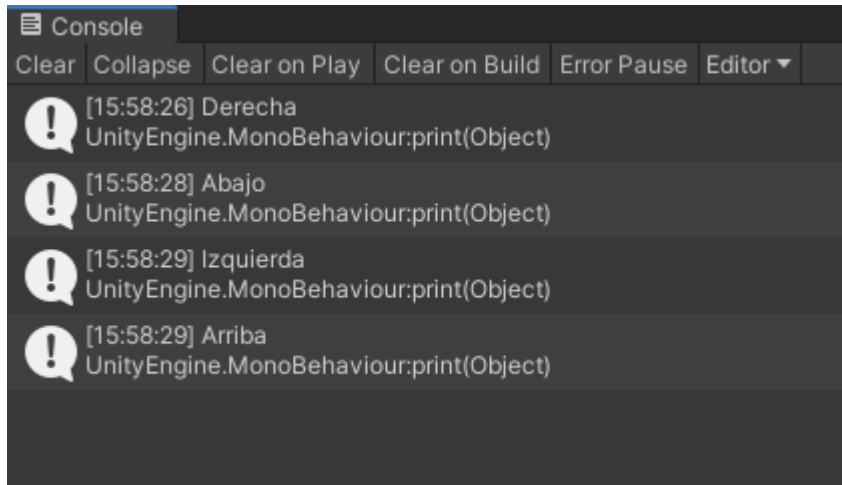 Console
Clear Collapse Clear on Play Clear on Build Error Pause Editor
[15:58:26] Derecha
UnityEngine.MonoBehaviour:print(Object)
[15:58:28] Abajo
UnityEngine.MonoBehaviour:print(Object)
[15:58:29] Izquierda
UnityEngine.MonoBehaviour:print(Object)
[15:58:29] Arriba
UnityEngine.MonoBehaviour:print(Object)